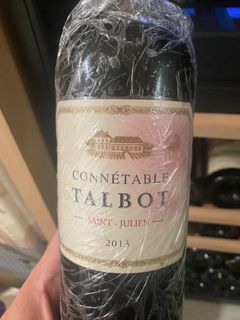 CONNÉTABLE
TALBOT
SAINT-JULIEN
2013